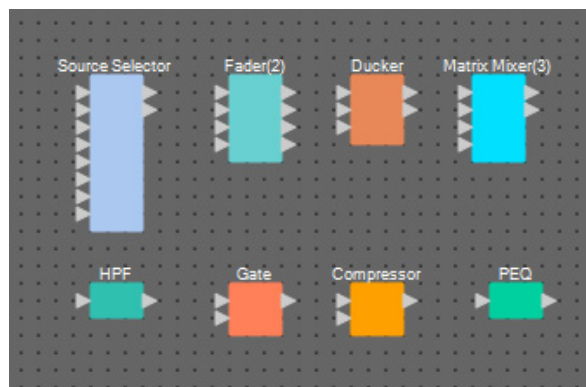 Source Selector
Fader(2)
Ducker
Matrix Mixer(3)
HPF
Gate
Compressor
PEQ